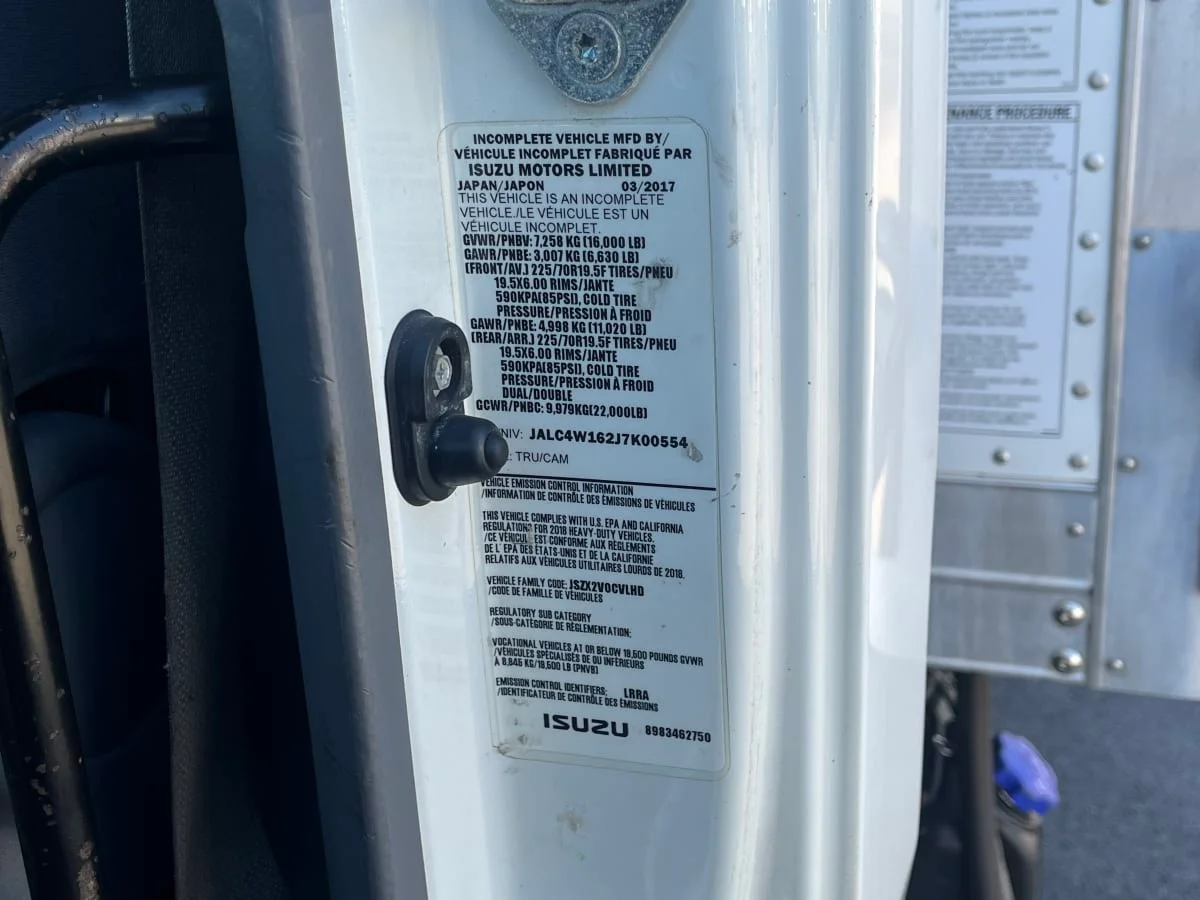 INCOMPLETE VEHICLE MFD BY/
VÉHICULE INCOMPLET FABRIQUÉ PAR
ISUZU MOTORS LIMITED
JAPAN/JAPON 03/2017
THIS VEHICLE IS AN INCOMPLETE
VEHICLE./LE VÉHICULE EST UN
VÉHICULE INCOMPLET.
GVWR/PNBV: 7,258 KG (16,000 LB)
GAWR/PNBE: 3,007 KG (6,630 LB)
(FRONT/AV.) 225/70R19.5F TIRES/PNEU
19.5X6.00 RIMS/JANTE
590KPA(85PSI), COLD TIRE
PRESSURE/PRESSION À FROID
GAWR/PNBE: 4,998 KG (11,020 LB)
(REAR/ARR.) 225/70R19.5F TIRES/PNEU
19.5X6.00 RIMS/JANTE
590KPA(85PSI), COLD TIRE
PRESSURE/PRESSION À FROID
DUAL/DOUBLE
GCWR/PNBC: 9,979KG(22,000LB)
NIV: JALC4W162J7K00554
: TRU/CAM
VEHICLE EMISSION CONTROL INFORMATION
/INFORMATION DE CONTRÔLE DES ÉMISSIONS DE VÉHICULES
THIS VEHICLE COMPLIES WITH U.S. EPA AND CALIFORNIA
REGULATIONS FOR 2018 HEAVY-DUTY VEHICLES.
/CE VÉHICULE EST CONFORME AUX RÈGLEMENTS
DE L' EPA DES ÉTATS-UNIS ET DE LA CALIFORNIE
RELATIFS AUX VÉHICULES UTILITAIRES LOURDS DE 2018.
VEHICLE FAMILY CODE: JSZX2VOCVLHD
/CODE DE FAMILLE DE VÉHICULES
REGULATORY SUB CATEGORY
/SOUS-CATÉGORIE DE RÈGLEMENTATION:
VOCATIONAL VEHICLES AT OR BELOW 19,500 POUNDS GVWR
/VÉHICULES SPÉCIALISÉS DE OU INFÉRIEURS
À 8,845 KG/19,500 LB (PNVB)
EMISSION CONTROL IDENTIFIERS: LRRA
/IDENTIFICATEUR DE CONTRÔLE DES ÉMISSIONS
ISUZU 8983462750
NANCE PROCEDURE